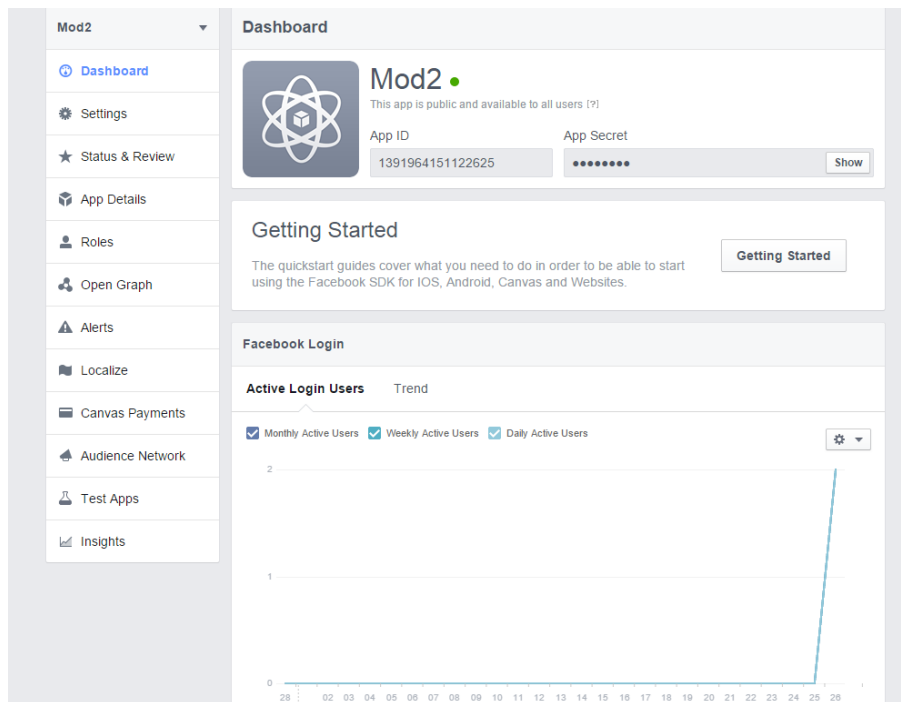 Mod2
Dashboard
Settings
Status & Review
App Details
Roles
Open Graph
Alerts
Localize
Canvas Payments
Audience Network
Test Apps
Insights
Dashboard
Mod2
This app is public and available to all users [?]
App ID
App Secret
1391964151122625
●●●●●●●●
Show
Getting Started
The quickstart guides cover what you need to do in order to be able to start
using the Facebook SDK for IOS, Android, Canvas and Websites.
Getting Started
Facebook Login
Active Login Users
Trend
Monthly Active Users
Weekly Active Users
Daily Active Users
2
1
0
28 02 03 04 05 06 07 08 09 10 11 12 13 14 15 16 17 18 19 20 21 22 23 24 25 26